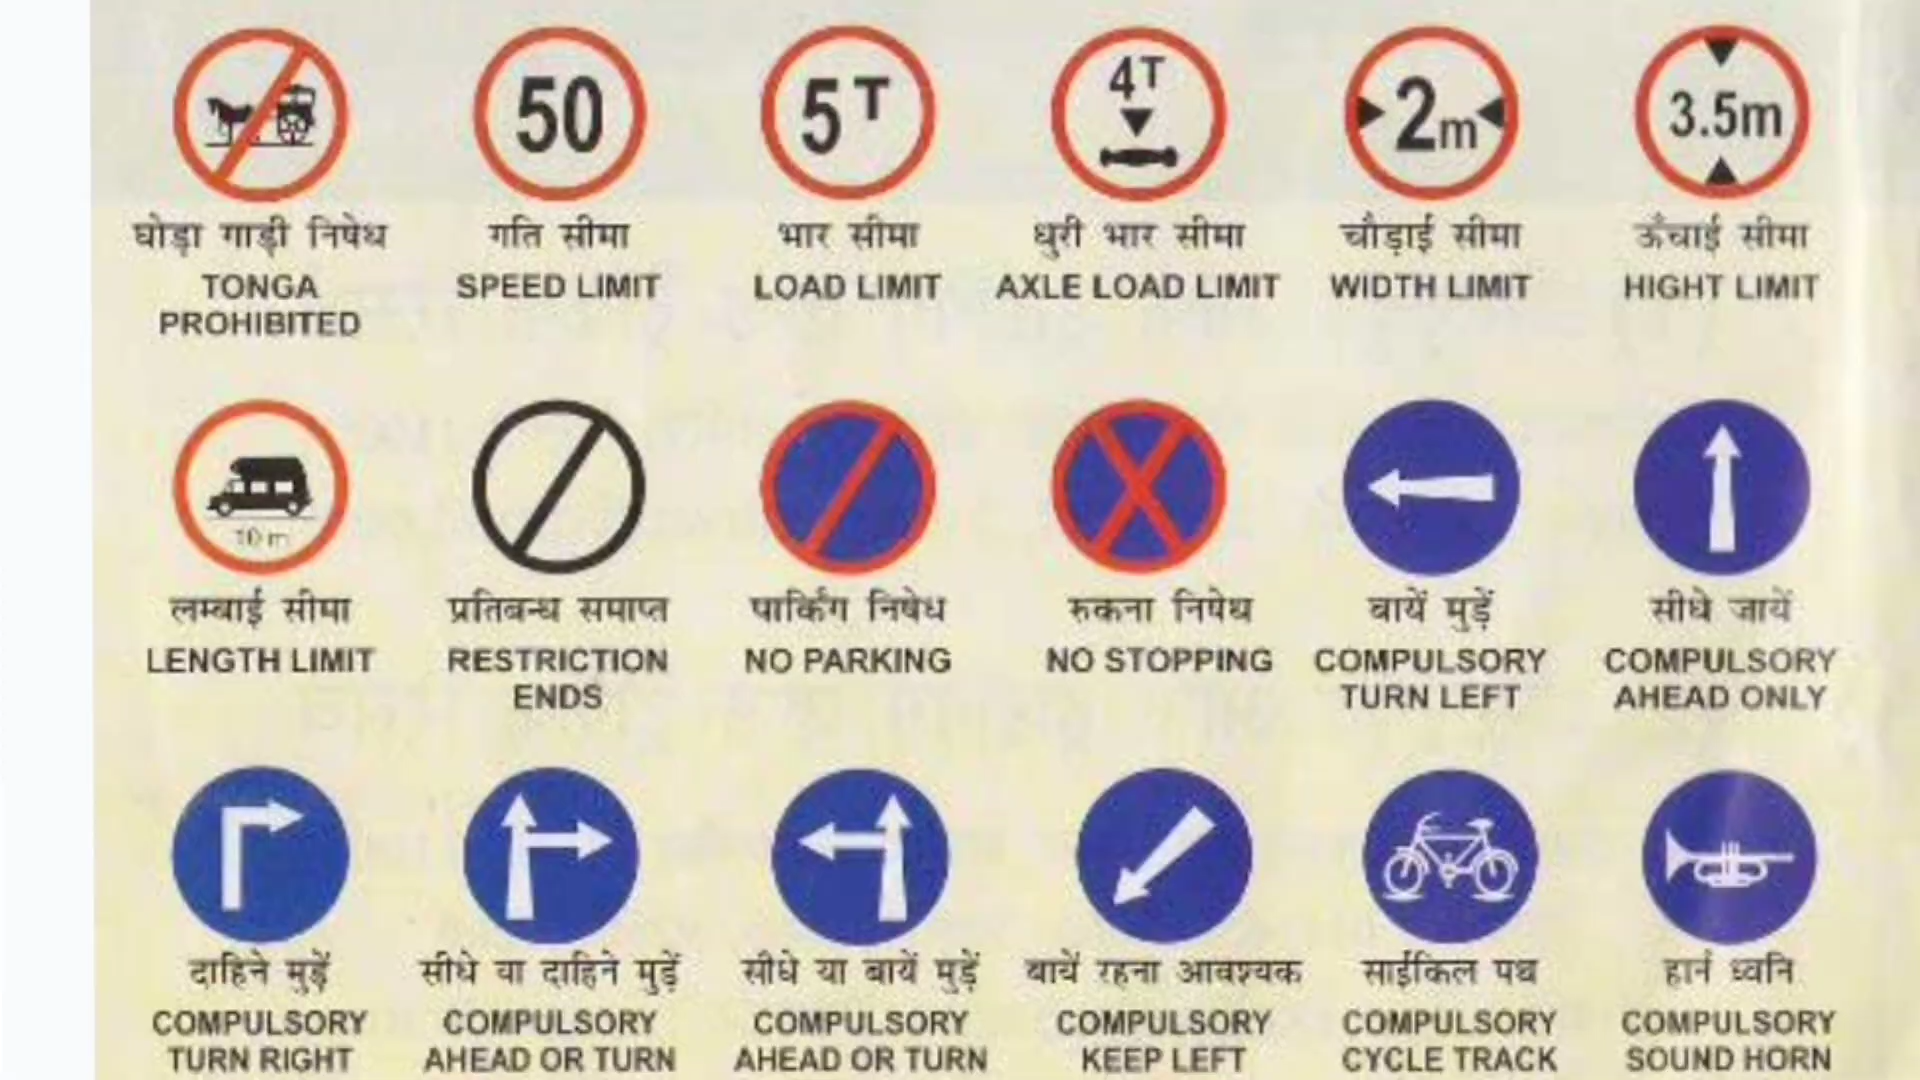 50
5T
4T
2m
3.5m
घोड़ा गाड़ी निषेध
गति सीमा
भार सीमा
धुरी भार सीमा
चौड़ाई सीमा
ऊँचाई सीमा
TONGA
PROHIBITED
SPEED LIMIT
LOAD LIMIT
AXLE LOAD LIMIT
WIDTH LIMIT
HIGHT LIMIT
10 m
लम्बाई सीमा
प्रतिबन्ध समाप्त
पार्किंग निषेध
रुकना निषेध
बायें मुड़ें
सीधे जायें
LENGTH LIMIT
RESTRICTION
ENDS
NO PARKING
NO STOPPING
COMPULSORY
TURN LEFT
COMPULSORY
AHEAD ONLY
दाहिने मुड़ें
सीधे या दाहिने मुड़ें
सीधे या बायें मुड़ें
बायें रहना आवश्यक
साईकिल पथ
हार्न ध्वनि
COMPULSORY
TURN RIGHT
COMPULSORY
AHEAD OR TURN
COMPULSORY
AHEAD OR TURN
COMPULSORY
KEEP LEFT
COMPULSORY
CYCLE TRACK
COMPULSORY
SOUND HORN